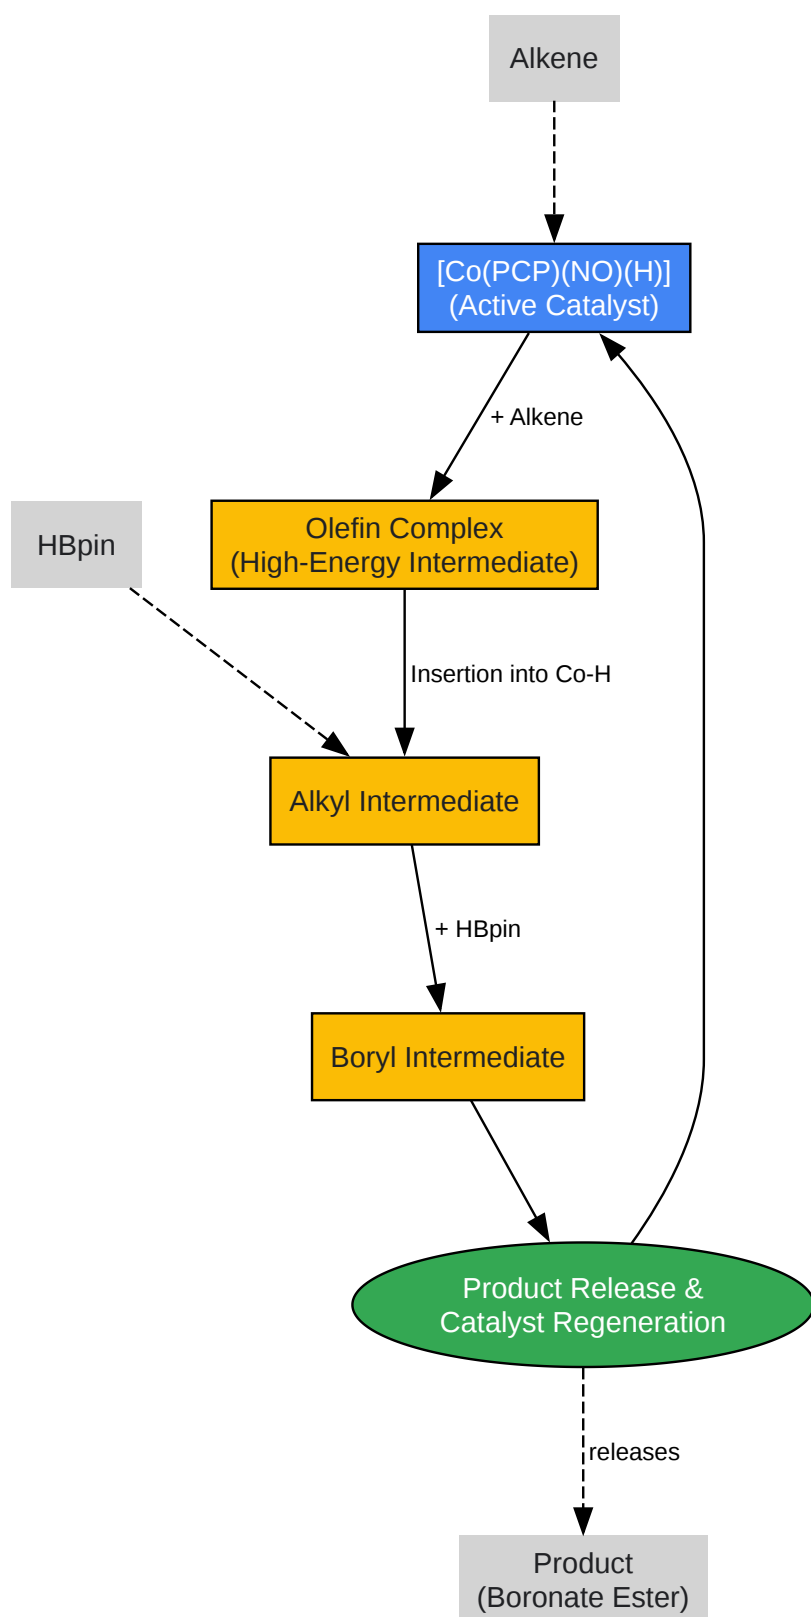 Alkene
[Co(PCP)(NO)(H)]
(Active Catalyst)
+ Alkene
Olefin Complex
(High-Energy Intermediate)
HBpin
Insertion into Co-H
Alkyl Intermediate
+ HBpin
Boryl Intermediate
Product Release &
Catalyst Regeneration
releases
Product
(Boronate Ester)